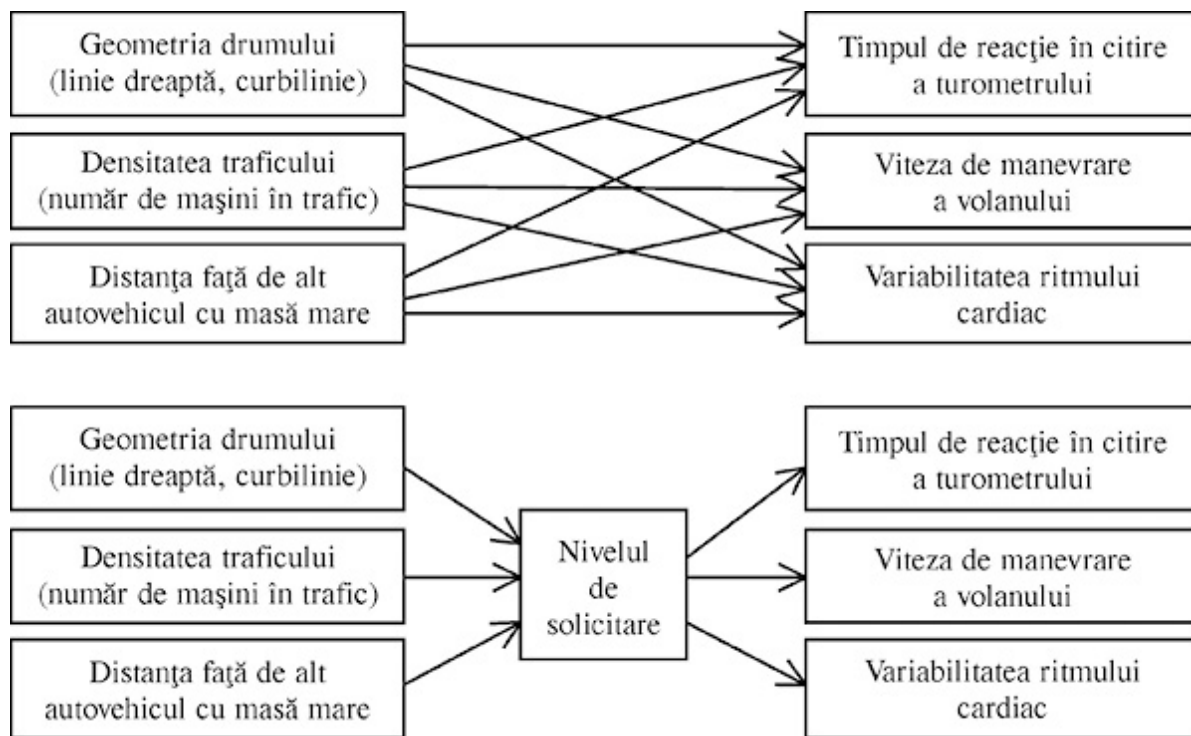 Geometria drumului
(linie dreaptă, curbilinie)
Densitatea traficului
(număr de maşini în trafic)
Distanţa faţă de alt
autovehicul cu masă mare
Timpul de reacţie în citire
a turometrului
Viteza de manevrare
a volanului
Variabilitatea ritmului
cardiac
Geometria drumului
(linie dreaptă, curbilinie)
Densitatea traficului
(număr de maşini în trafic)
Distanţa faţă de alt
autovehicul cu masă mare
Nivelul
de
solicitare
Timpul de reacţie în citire
a turometrului
Viteza de manevrare
a volanului
Variabilitatea ritmului
cardiac